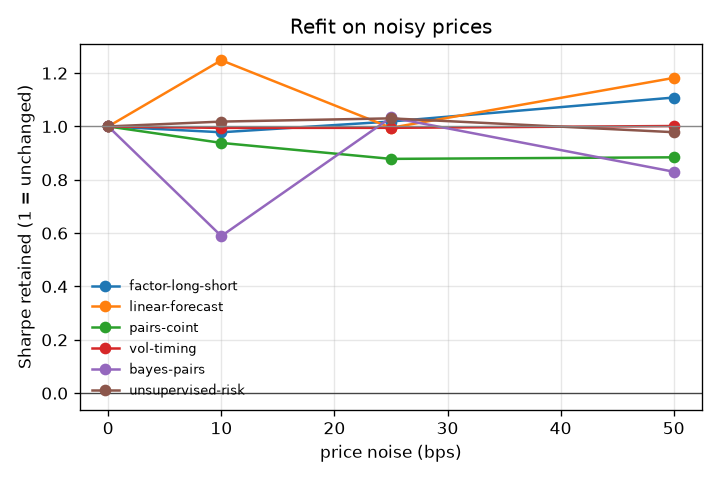 Refit on noisy prices
Sharpe retained (1 = unchanged)
1.2
1.0
0.8
0.6
0.4
0.2
0.0
factor-long-short
linear-forecast
pairs-coint
vol-timing
bayes-pairs
unsupervised-risk
0 10 20 30 40 50
price noise (bps)